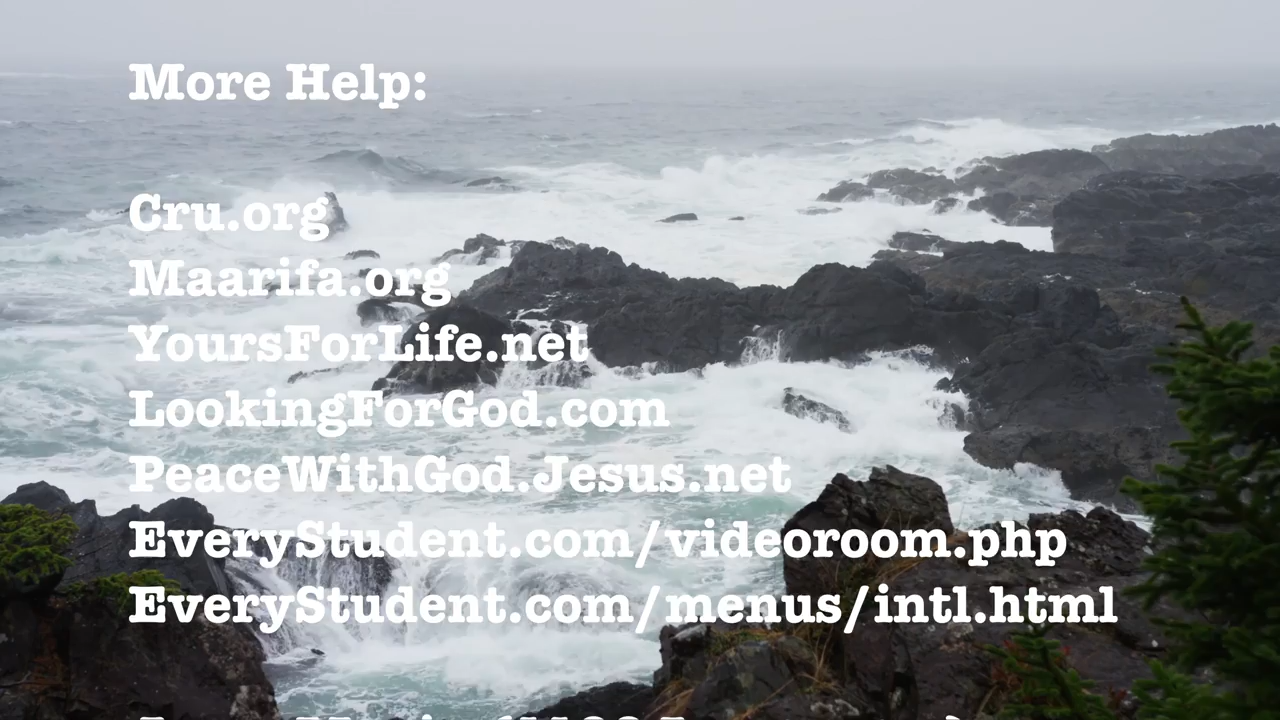 More Help:
Cru.org
Maarifa.org
YoursForLife.net
LookingForGod.com
PeaceWithGod.Jesus.net
EveryStudent.com/videoroom.php
EveryStudent.com/menus/intl.html